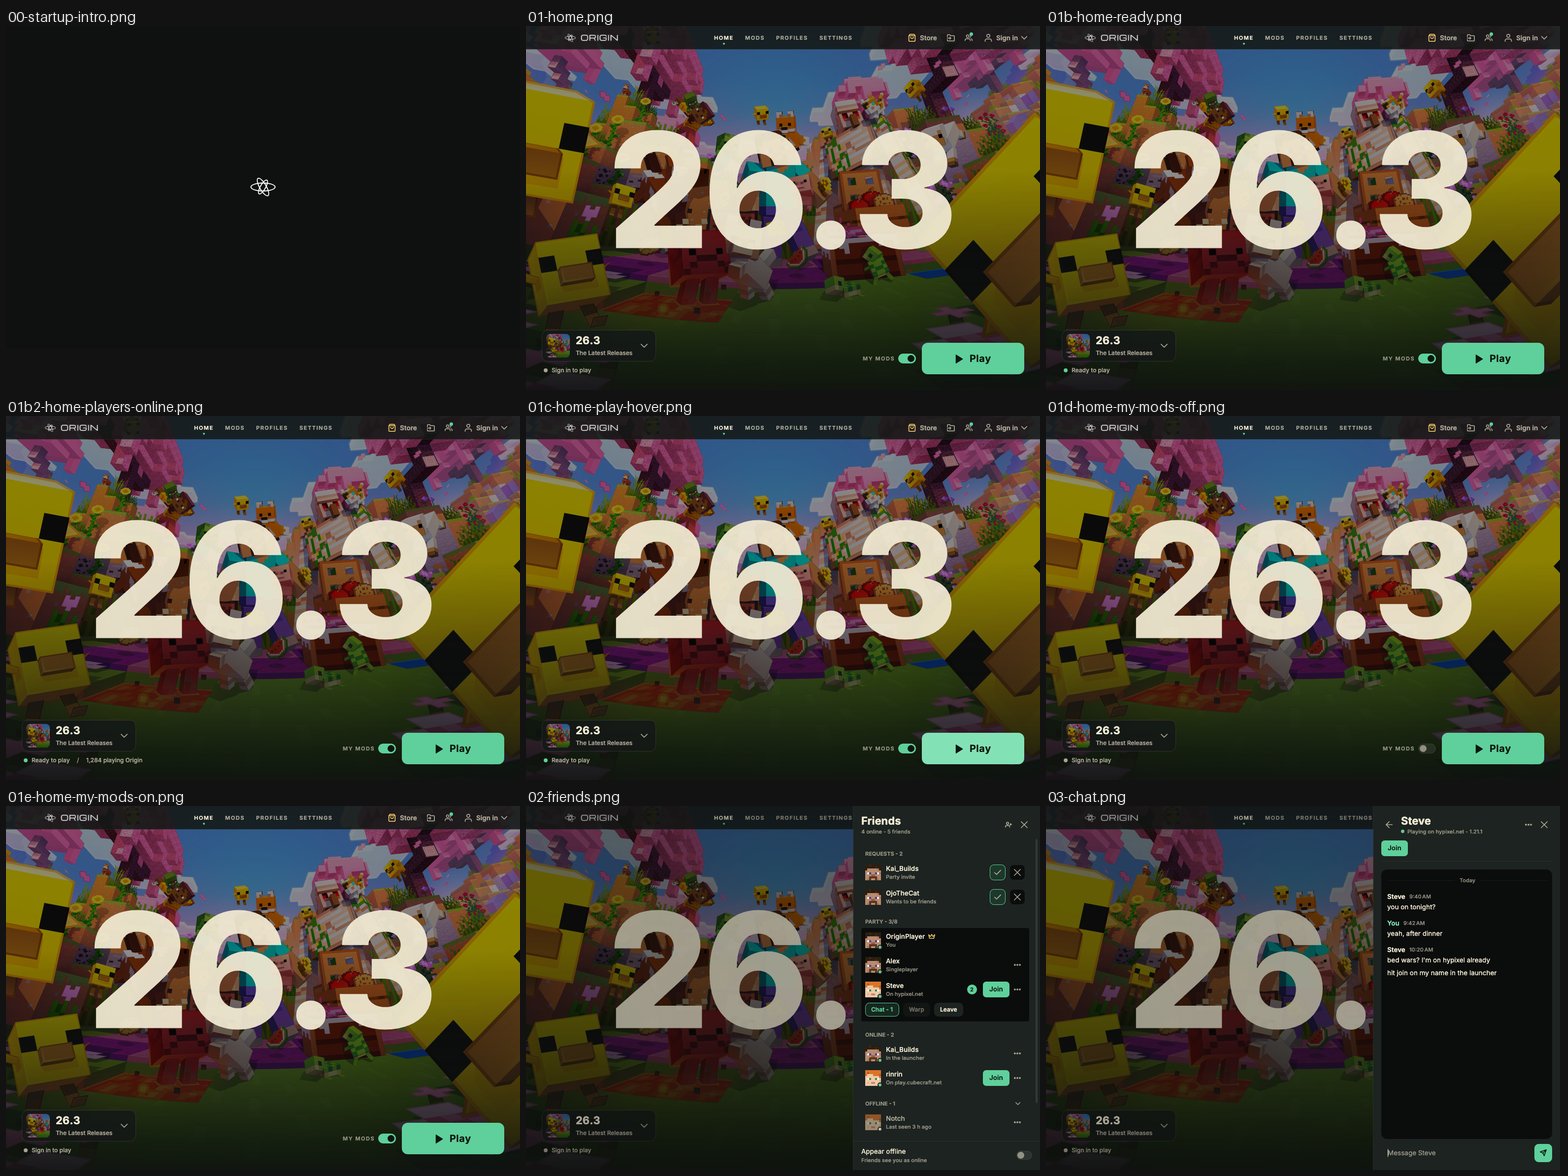 00-startup-intro.png
01-home.png
ORIGIN
HOME MODS PROFILES SETTINGS
Store
Sign in
26.3
26.3
The Latest Releases
Sign in to play
MY MODS
Play
01b-home-ready.png
ORIGIN
HOME MODS PROFILES SETTINGS
Store
Sign in
26.3
26.3
The Latest Releases
Ready to play
MY MODS
Play
01b2-home-players-online.png
ORIGIN
HOME MODS PROFILES SETTINGS
Store
Sign in
26.3
26.3
The Latest Releases
Ready to play / 1,284 playing Origin
MY MODS
Play
01c-home-play-hover.png
ORIGIN
HOME MODS PROFILES SETTINGS
Store
Sign in
26.3
26.3
The Latest Releases
Ready to play
MY MODS
Play
01d-home-my-mods-off.png
ORIGIN
HOME MODS PROFILES SETTINGS
Store
Sign in
26.3
26.3
The Latest Releases
Sign in to play
MY MODS
Play
01e-home-my-mods-on.png
ORIGIN
HOME MODS PROFILES SETTINGS
Store
Sign in
26.3
26.3
The Latest Releases
Sign in to play
MY MODS
Play
02-friends.png
ORIGIN
HOME MODS PROFILES SETTINGS
26.
26.3
The Latest Releases
Sign in to play
Friends
4 online - 5 friends
REQUESTS - 2
Kai_Builds
Party invite
OjoTheCat
Wants to be friends
PARTY - 3/8
OriginPlayer
You
Alex
Singleplayer
Steve
On hypixel.net
2
Join
Chat - 1
Warp
Leave
ONLINE - 2
Kai_Builds
In the launcher
rinrin
On play.cubecraft.net
Join
OFFLINE - 1
Notch
Last seen 3 h ago
Appear offline
Friends see you as online
03-chat.png
ORIGIN
HOME MODS PROFILES SETTINGS
26.
26.3
The Latest Releases
Sign in to play
Steve
Playing on hypixel.net - 1.21.1
Join
Today
Steve 9:40 AM
you on tonight?
You 9:42 AM
yeah, after dinner
Steve 10:20 AM
bed wars? I'm on hypixel already
hit join on my name in the launcher
Message Steve